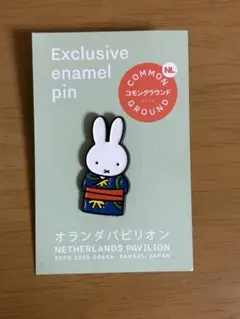 Exclusive
enamel
pin
COMMON
NL
コモングラウンド
GROUND
オランダパビリオン
NETHERLANDS PAVILION
EXPO 2025 OSAKA, KANSAI, JAPAN